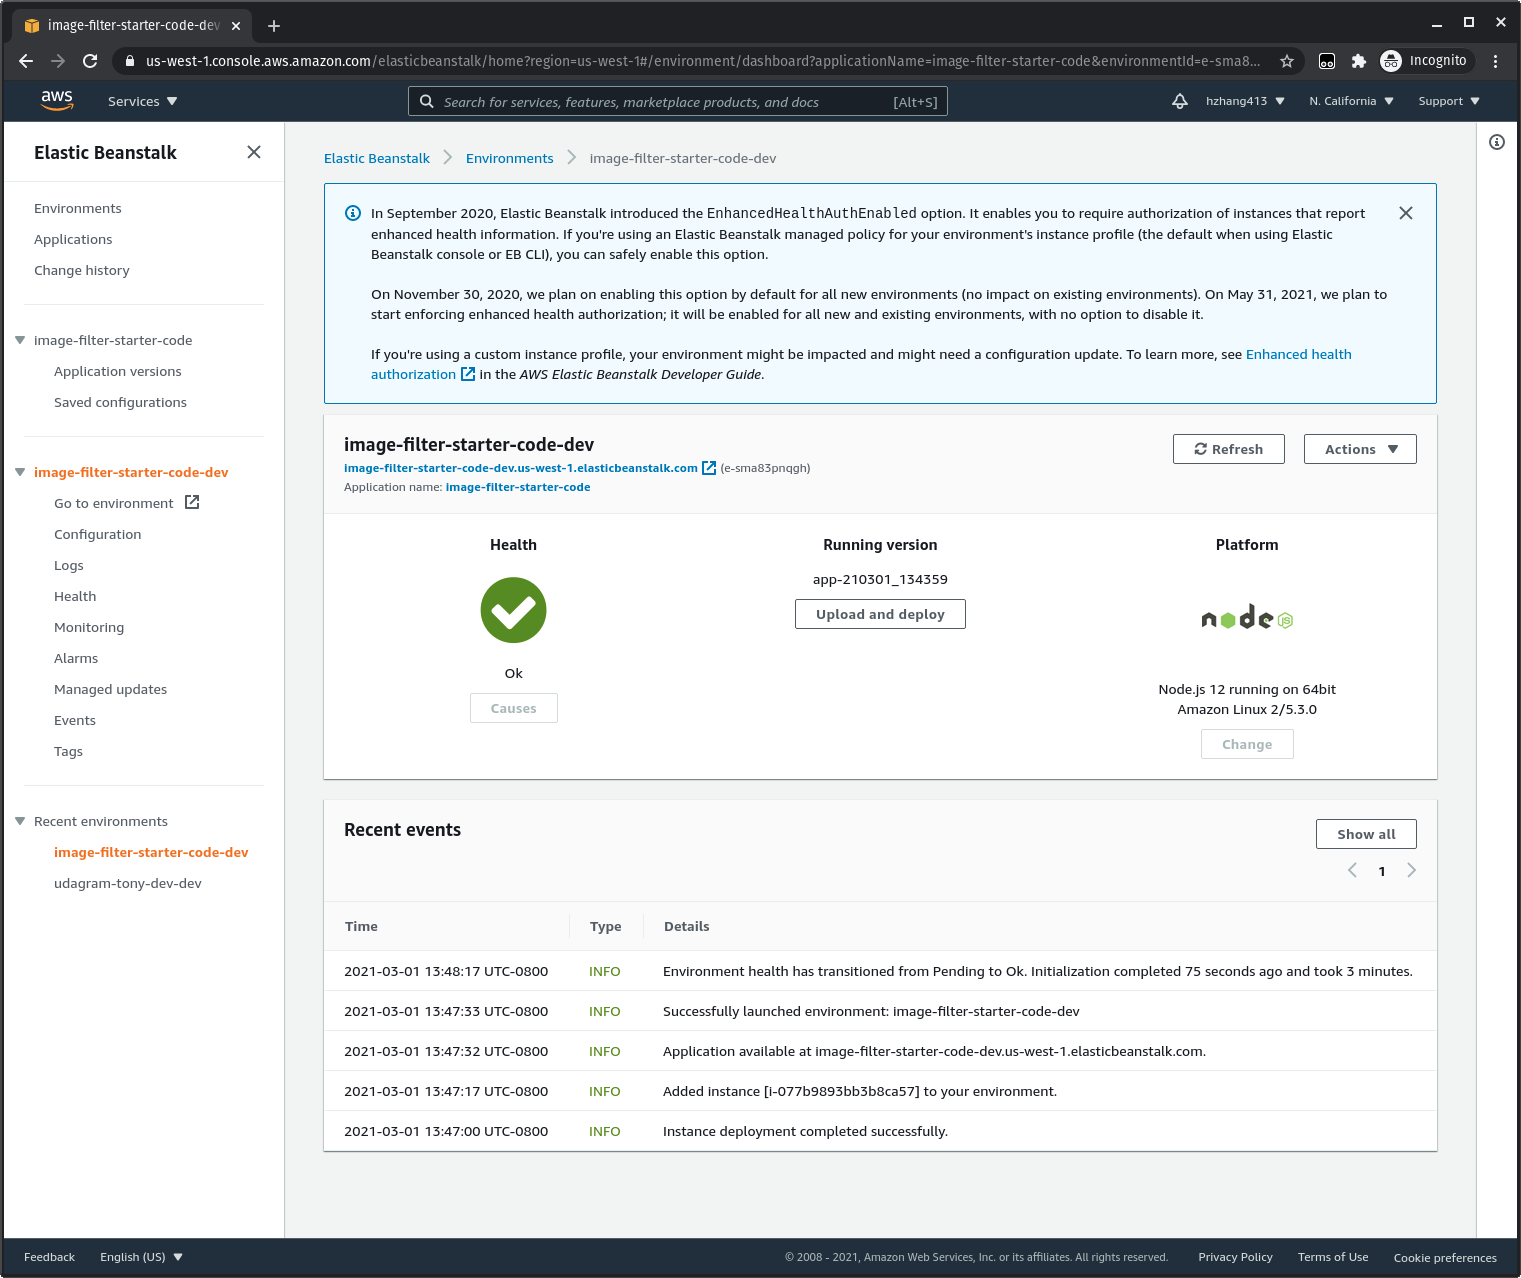 image-filter-starter-code-dev
us-west-1.console.aws.amazon.com/elasticbeanstalk/home?region=us-west-1#/environment/dashboard?applicationName=image-filter-starter-code&environmentId=e-sma8...
Incognito
aws
Services
Search for services, features, marketplace products, and docs
[Alt+S]
hzhang413
N. California
Support
Elastic Beanstalk
Environments
Applications
Change history
image-filter-starter-code
Application versions
Saved configurations
image-filter-starter-code-dev
Go to environment
Configuration
Logs
Health
Monitoring
Alarms
Managed updates
Events
Tags
Recent environments
image-filter-starter-code-dev
udagram-tony-dev-dev
Elastic Beanstalk
Environments
image-filter-starter-code-dev
In September 2020, Elastic Beanstalk introduced the EnhancedHealthAuthEnabled option. It enables you to require authorization of instances that report
enhanced health information. If you're using an Elastic Beanstalk managed policy for your environment's instance profile (the default when using Elastic
Beanstalk console or EB CLI), you can safely enable this option.
On November 30, 2020, we plan on enabling this option by default for all new environments (no impact on existing environments). On May 31, 2021, we plan to
start enforcing enhanced health authorization; it will be enabled for all new and existing environments, with no option to disable it.
If you're using a custom instance profile, your environment might be impacted and might need a configuration update. To learn more, see Enhanced health
authorization in the AWS Elastic Beanstalk Developer Guide.
image-filter-starter-code-dev
image-filter-starter-code-dev.us-west-1.elasticbeanstalk.com (e-sma83pnqgh)
Application name: image-filter-starter-code
Refresh
Actions
Health
Ok
Causes
Running version
app-210301_134359
Upload and deploy
Platform
node JS
Node.js 12 running on 64bit
Amazon Linux 2/5.3.0
Change
Recent events
Show all
1
Time Type Details
2021-03-01 13:48:17 UTC-0800 INFO Environment health has transitioned from Pending to Ok. Initialization completed 75 seconds ago and took 3 minutes.
2021-03-01 13:47:33 UTC-0800 INFO Successfully launched environment: image-filter-starter-code-dev
2021-03-01 13:47:32 UTC-0800 INFO Application available at image-filter-starter-code-dev.us-west-1.elasticbeanstalk.com.
2021-03-01 13:47:17 UTC-0800 INFO Added instance [i-077b9893bb3b8ca57] to your environment.
2021-03-01 13:47:00 UTC-0800 INFO Instance deployment completed successfully.
Feedback
English (US)
© 2008 - 2021, Amazon Web Services, Inc. or its affiliates. All rights reserved.
Privacy Policy
Terms of Use
Cookie preferences